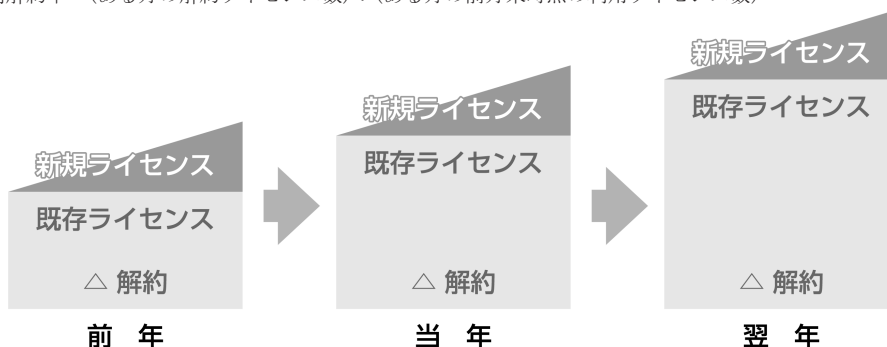 新規ライセンス
既存ライセンス
△ 解約
前 年
新規ライセンス
既存ライセンス
△ 解約
当 年
新規ライセンス
既存ライセンス
△ 解約
翌 年